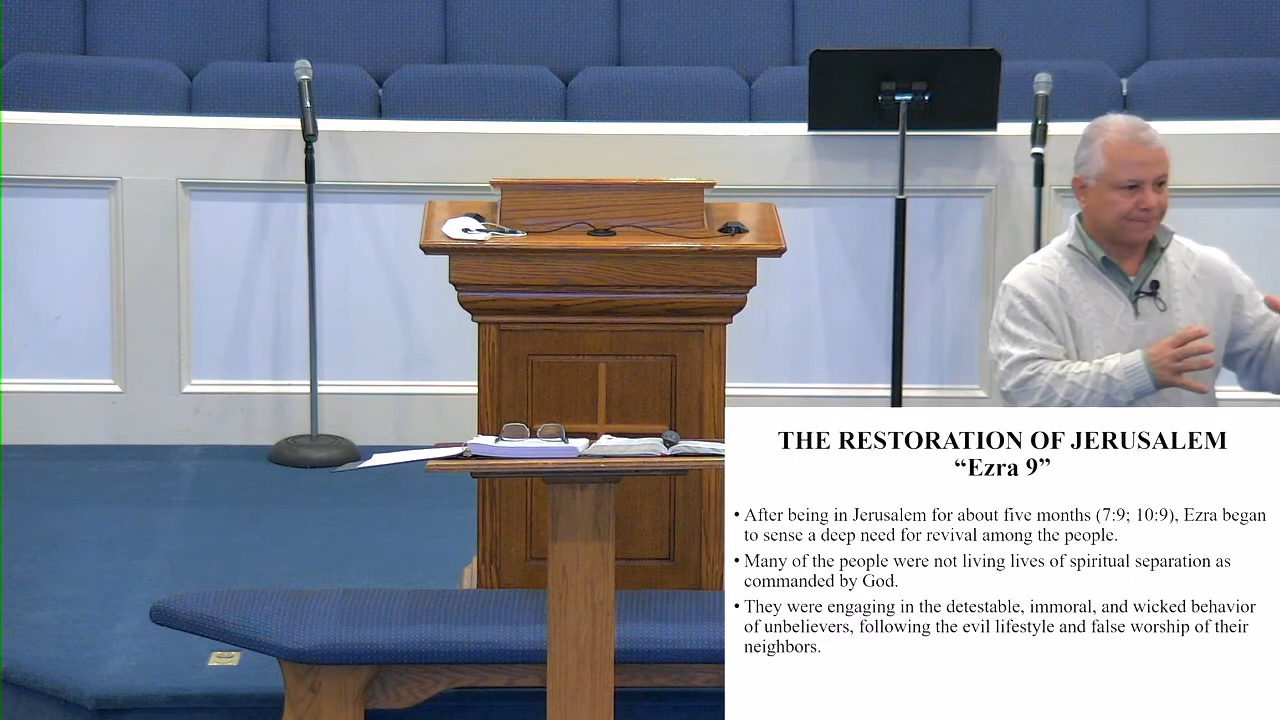 THE RESTORATION OF JERUSALEM
“Ezra 9”
• After being in Jerusalem for about five months (7:9; 10:9), Ezra began
to sense a deep need for revival among the people.
• Many of the people were not living lives of spiritual separation as
commanded by God.
• They were engaging in the detestable, immoral, and wicked behavior
of unbelievers, following the evil lifestyle and false worship of their
neighbors.